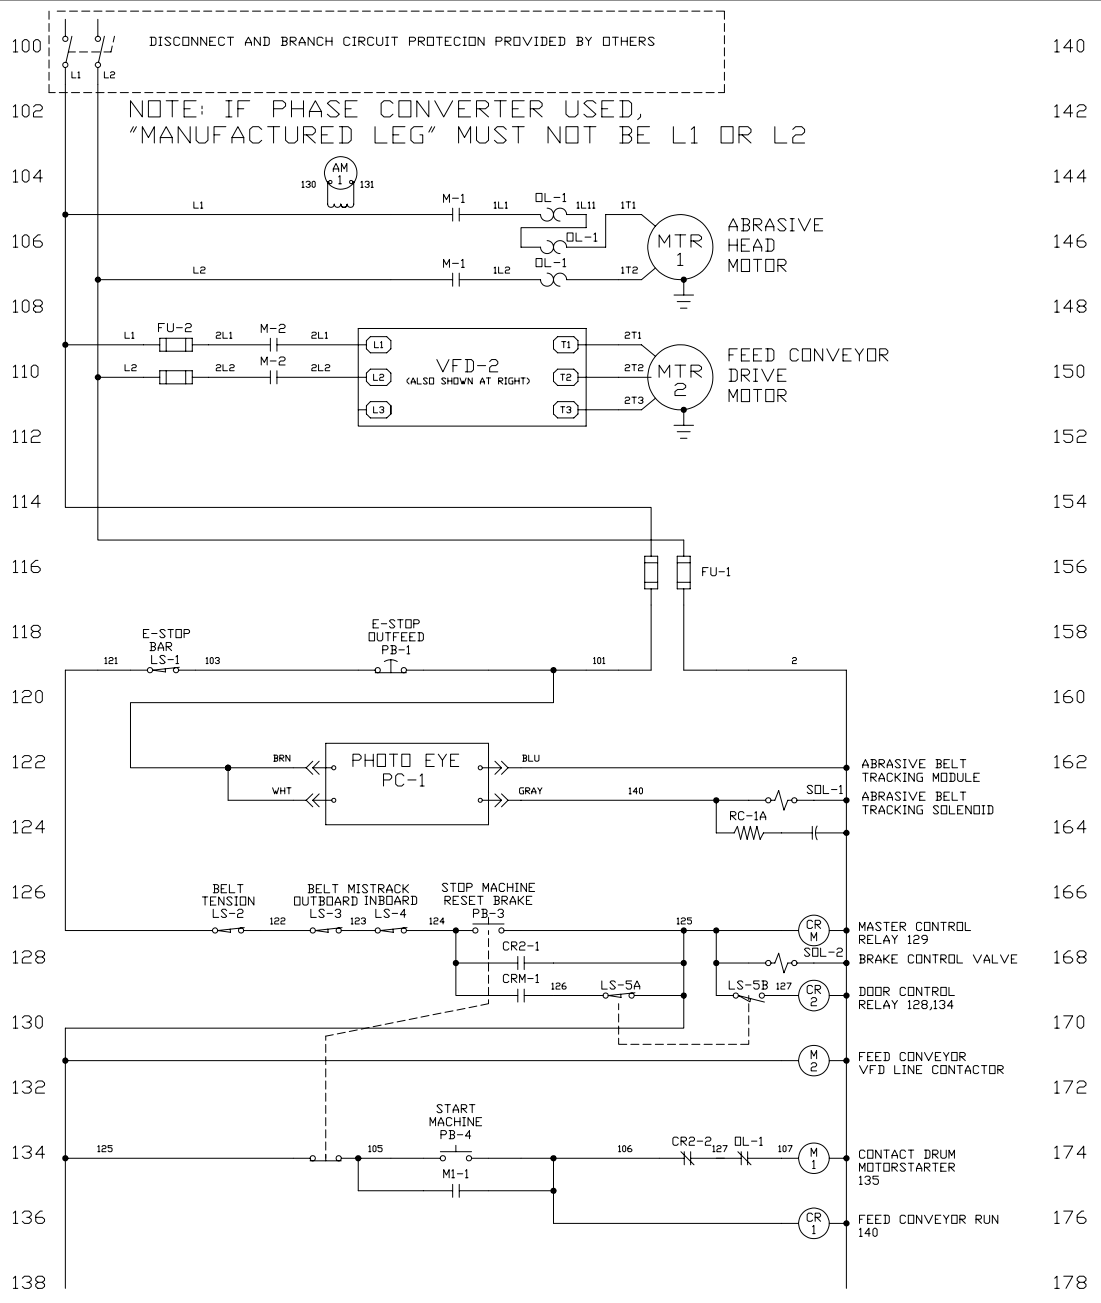 100 DISCONNECT AND BRANCH CIRCUIT PROTECION PROVIDED BY OTHERS 140
L1 L2
102 NOTE: IF PHASE CONVERTER USED, 142
"MANUFACTURED LEG" MUST NOT BE L1 OR L2
104 AM 144
130 1 131
L1 M-1 1L1 OL-1 1L11 1T1
106 OL-1 MTR 1 146
ABRASIVE
HEAD
MOTOR
L2 M-1 1L2 OL-1 1T2
108 148
L1 FU-2 2L1 M-2 2L1 L1 T1 2T1
110 L2 2L2 M-2 2L2 L2 VFD-2 T2 2T2 MTR 2 150
(ALSO SHOWN AT RIGHT)
FEED CONVEYOR
DRIVE
MOTOR
L3 T3 2T3
112 152
114 154
116 FU-1 156
118 158
E-STOP
BAR
LS-1
E-STOP
OUTFEED
PB-1
121 103 101 2
120 160
122 BRN PHOTO EYE BLU 162
PC-1
ABRASIVE BELT
TRACKING MODULE
WHT GRAY 140 SOL-1
ABRASIVE BELT
TRACKING SOLENOID
124 RC-1A 164
126 166
BELT
TENSION
LS-2
BELT MISTRACK
OUTBOARD INBOARD
LS-3 LS-4
STOP MACHINE
RESET BRAKE
PB-3
122 123 124 125 CR M
MASTER CONTROL
RELAY 129
128 CR2-1 SOL-2 BRAKE CONTROL VALVE 168
CRM-1 126 LS-5A LS-5B 127 CR 2
DOOR CONTROL
RELAY 128,134
130 170
M 2
FEED CONVEYOR
VFD LINE CONTACTOR
132 172
START
MACHINE
PB-4
134 125 105 106 CR2-2 127 OL-1 107 M 1 174
CONTACT DRUM
MOTORSTARTER
135
M1-1
136 CR 1 176
FEED CONVEYOR RUN
140
138 178